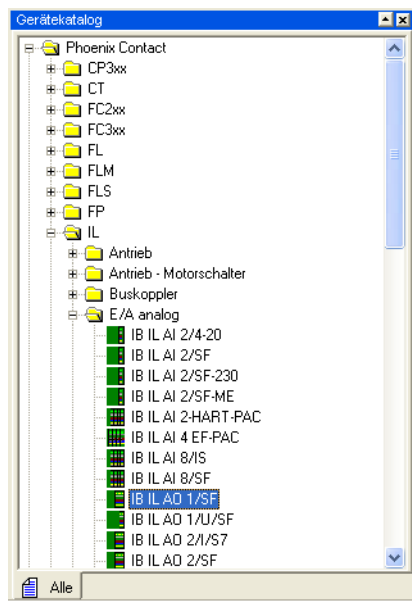 Gerätekatalog
Phoenix Contact
CP3xx
CT
FC2xx
FC3xx
FL
FLM
FLS
FP
IL
Antrieb
Antrieb - Motorschalter
Buskoppler
E/A analog
IB IL AI 2/4-20
IB IL AI 2/SF
IB IL AI 2/SF-230
IB IL AI 2/SF-ME
IB IL AI 2-HART-PAC
IB IL AI 4 EF-PAC
IB IL AI 8/IS
IB IL AI 8/SF
IB IL AO 1/SF
IB IL AO 1/U/SF
IB IL AO 2/I/S7
IB IL AO 2/SF
Alle